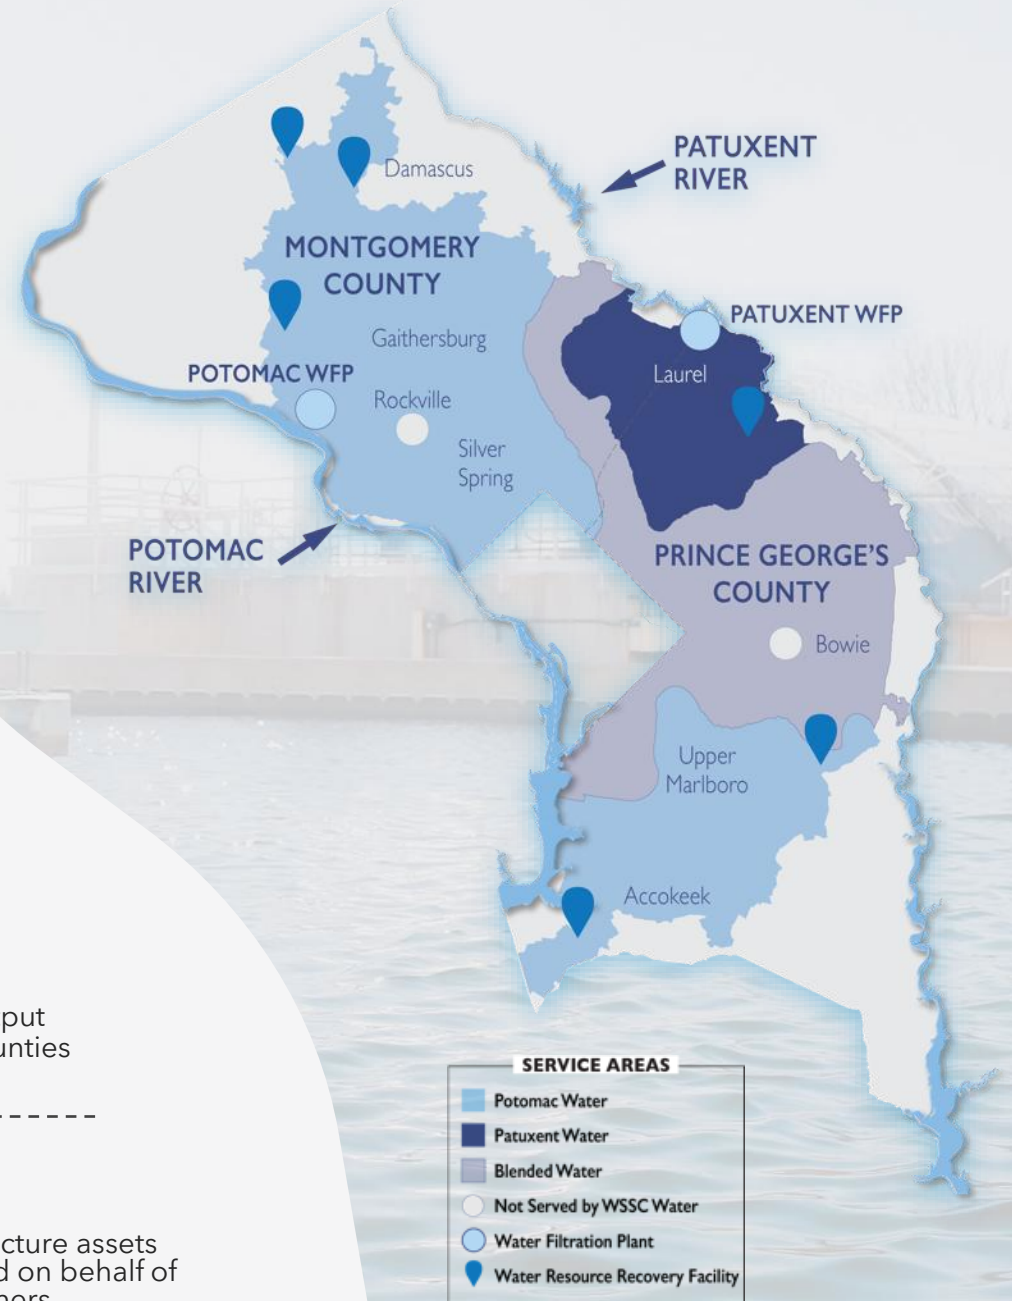 PATUXENT
RIVER
Damascus
MONTGOMERY
COUNTY
PATUXENT WFP
Gaithersburg
POTOMAC WFP
Laurel
Rockville
Silver
Spring
POTOMAC
RIVER
PRINCE GEORGE'S
COUNTY
Bowie
Upper
Marlboro
Accokeek
put
unties
SERVICE AREAS
Potomac Water
Patuxent Water
Blended Water
Not Served by WSSC Water
Water Filtration Plant
Water Resource Recovery Facility
cture assets
d on behalf of